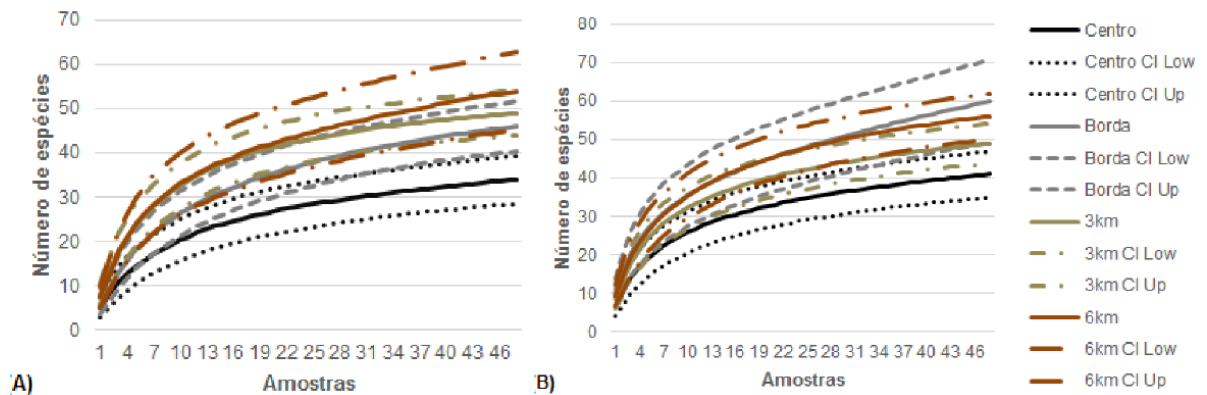 70
60
50
40
30
20
10
0
Número de espécies
1 4 7 10 13 16 19 22 25 28 31 34 37 40 43 46
Amostras
A)
80
70
60
50
40
30
20
10
0
Número de espécies
1 4 7 10 13 16 19 22 25 28 31 34 37 40 43 46
Amostras
B)
Centro
Centro CI Low
Centro CI Up
Borda
Borda CI Low
Borda CI Up
3km
3km CI Low
3km CI Up
6km
6km CI Low
6km CI Up